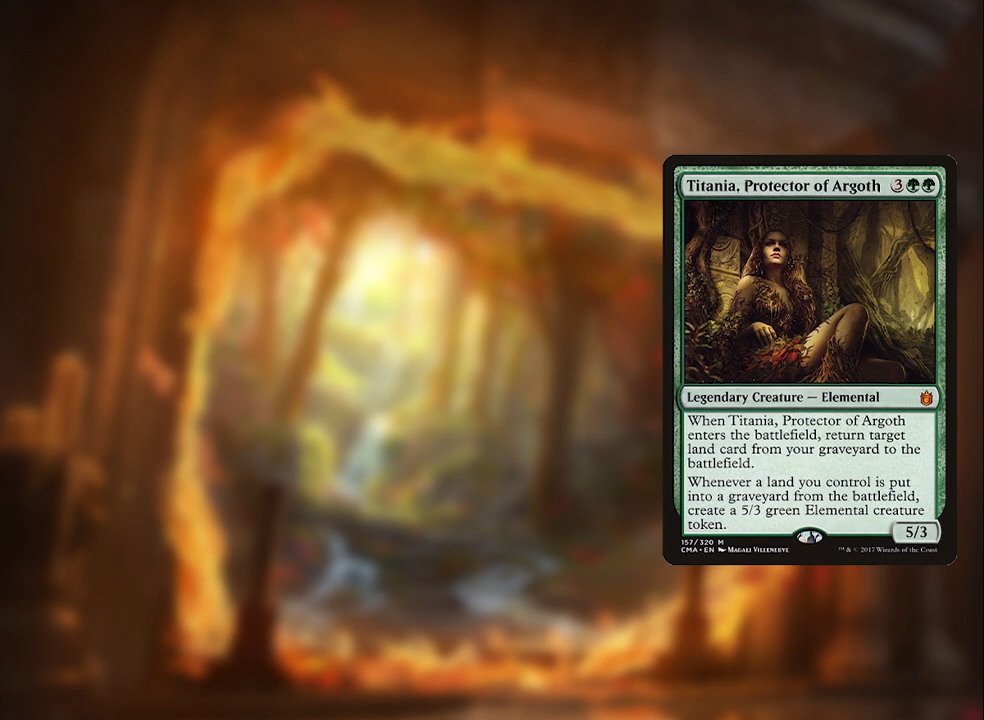 Titania, Protector of Argoth 3
Legendary Creature — Elemental
When Titania, Protector of Argoth
enters the battlefield, return target
land card from your graveyard to the
battlefield.
Whenever a land you control is put
into a graveyard from the battlefield,
create a 5/3 green Elemental creature
token.
5/3
157/320 M
CMA • EN Magali Villeneuve
™ & © 2017 Wizards of the Coast